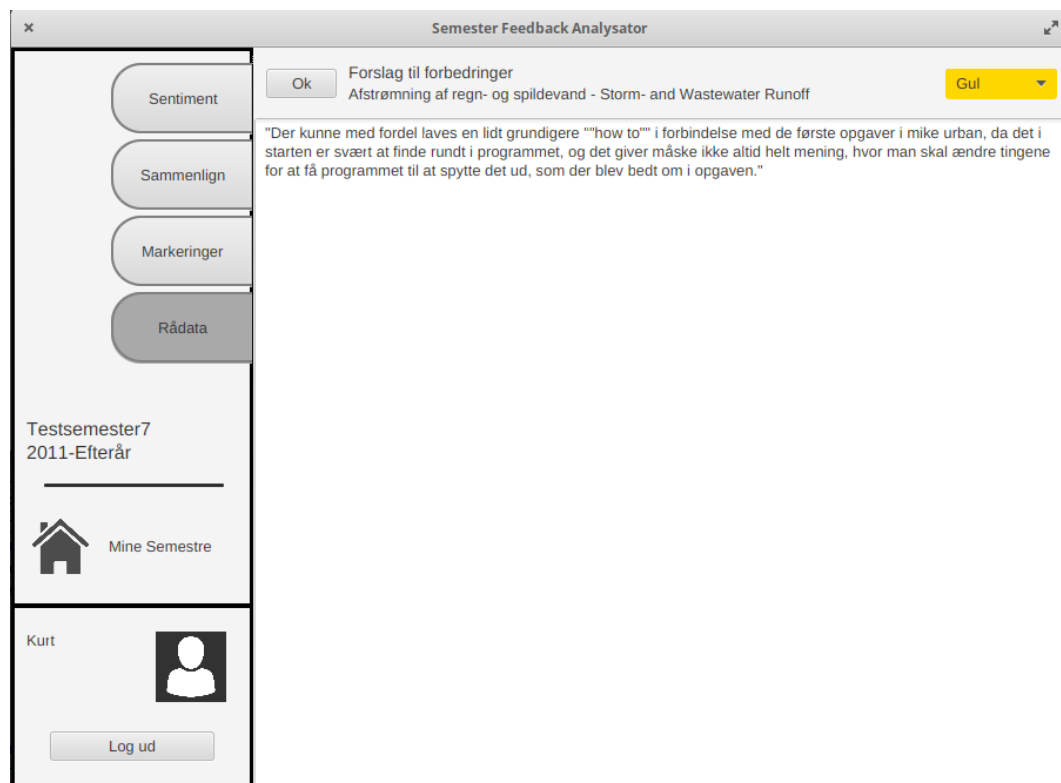 Semester Feedback Analysator
Sentiment
Sammenlign
Markeringer
Rådata
Testsemester7
2011-Efterår
Mine Semestre
Kurt
Log ud
Ok
Forslag til forbedringer
Afstrømning af regn- og spildevand - Storm- and Wastewater Runoff
Gul
"Der kunne med fordel laves en lidt grundigere ""how to"" i forbindelse med de første opgaver i mike urban, da det i
starten er svært at finde rundt i programmet, og det giver måske ikke altid helt mening, hvor man skal ændre tingene
for at få programmet til at spytte det ud, som der blev bedt om i opgaven."